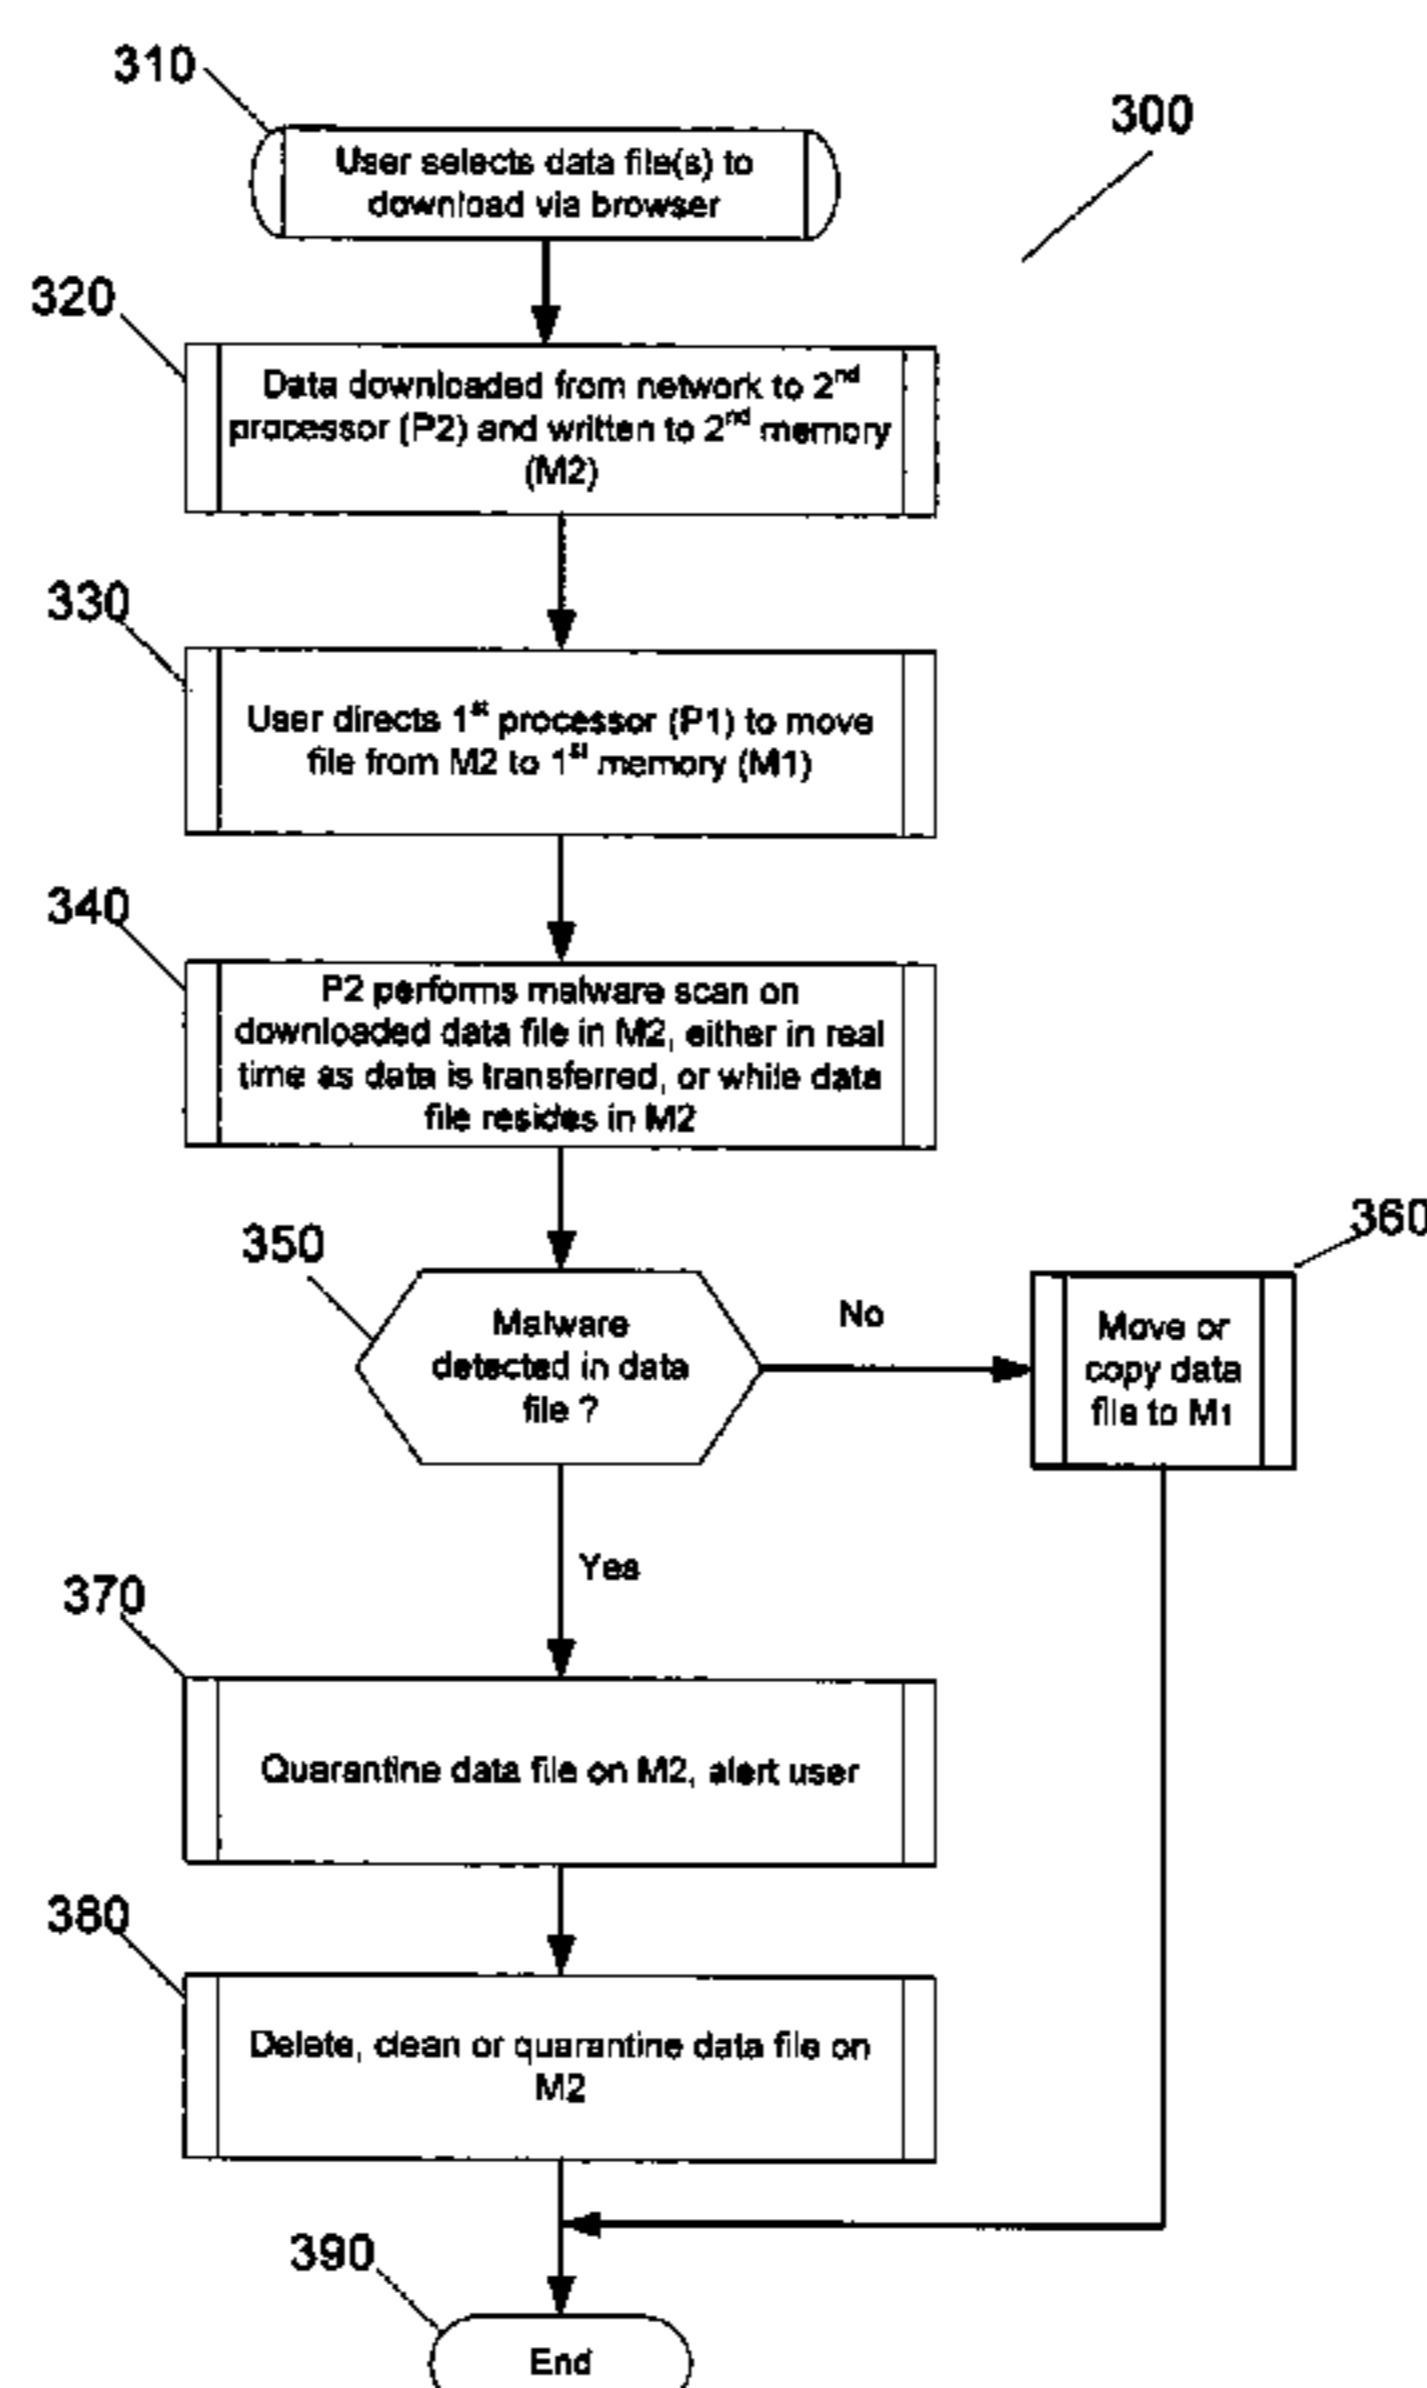 310
300
User selects data file(s) to
download via browser
320
Data downloaded from network to 2nd
processor (P2) and written to 2nd memory
(M2)
330
User directs 1st processor (P1) to move
file from M2 to 1st memory (M1)
340
P2 performs malware scan on
downloaded data file in M2, either in real
time as data is transferred, or while data
file resides in M2
350
360
Malware
detected in data
file ?
No
Move or
copy data
file to M1
Yes
370
Quarantine data file on M2, alert user
380
Delete, clean or quarantine data file on
M2
390
End